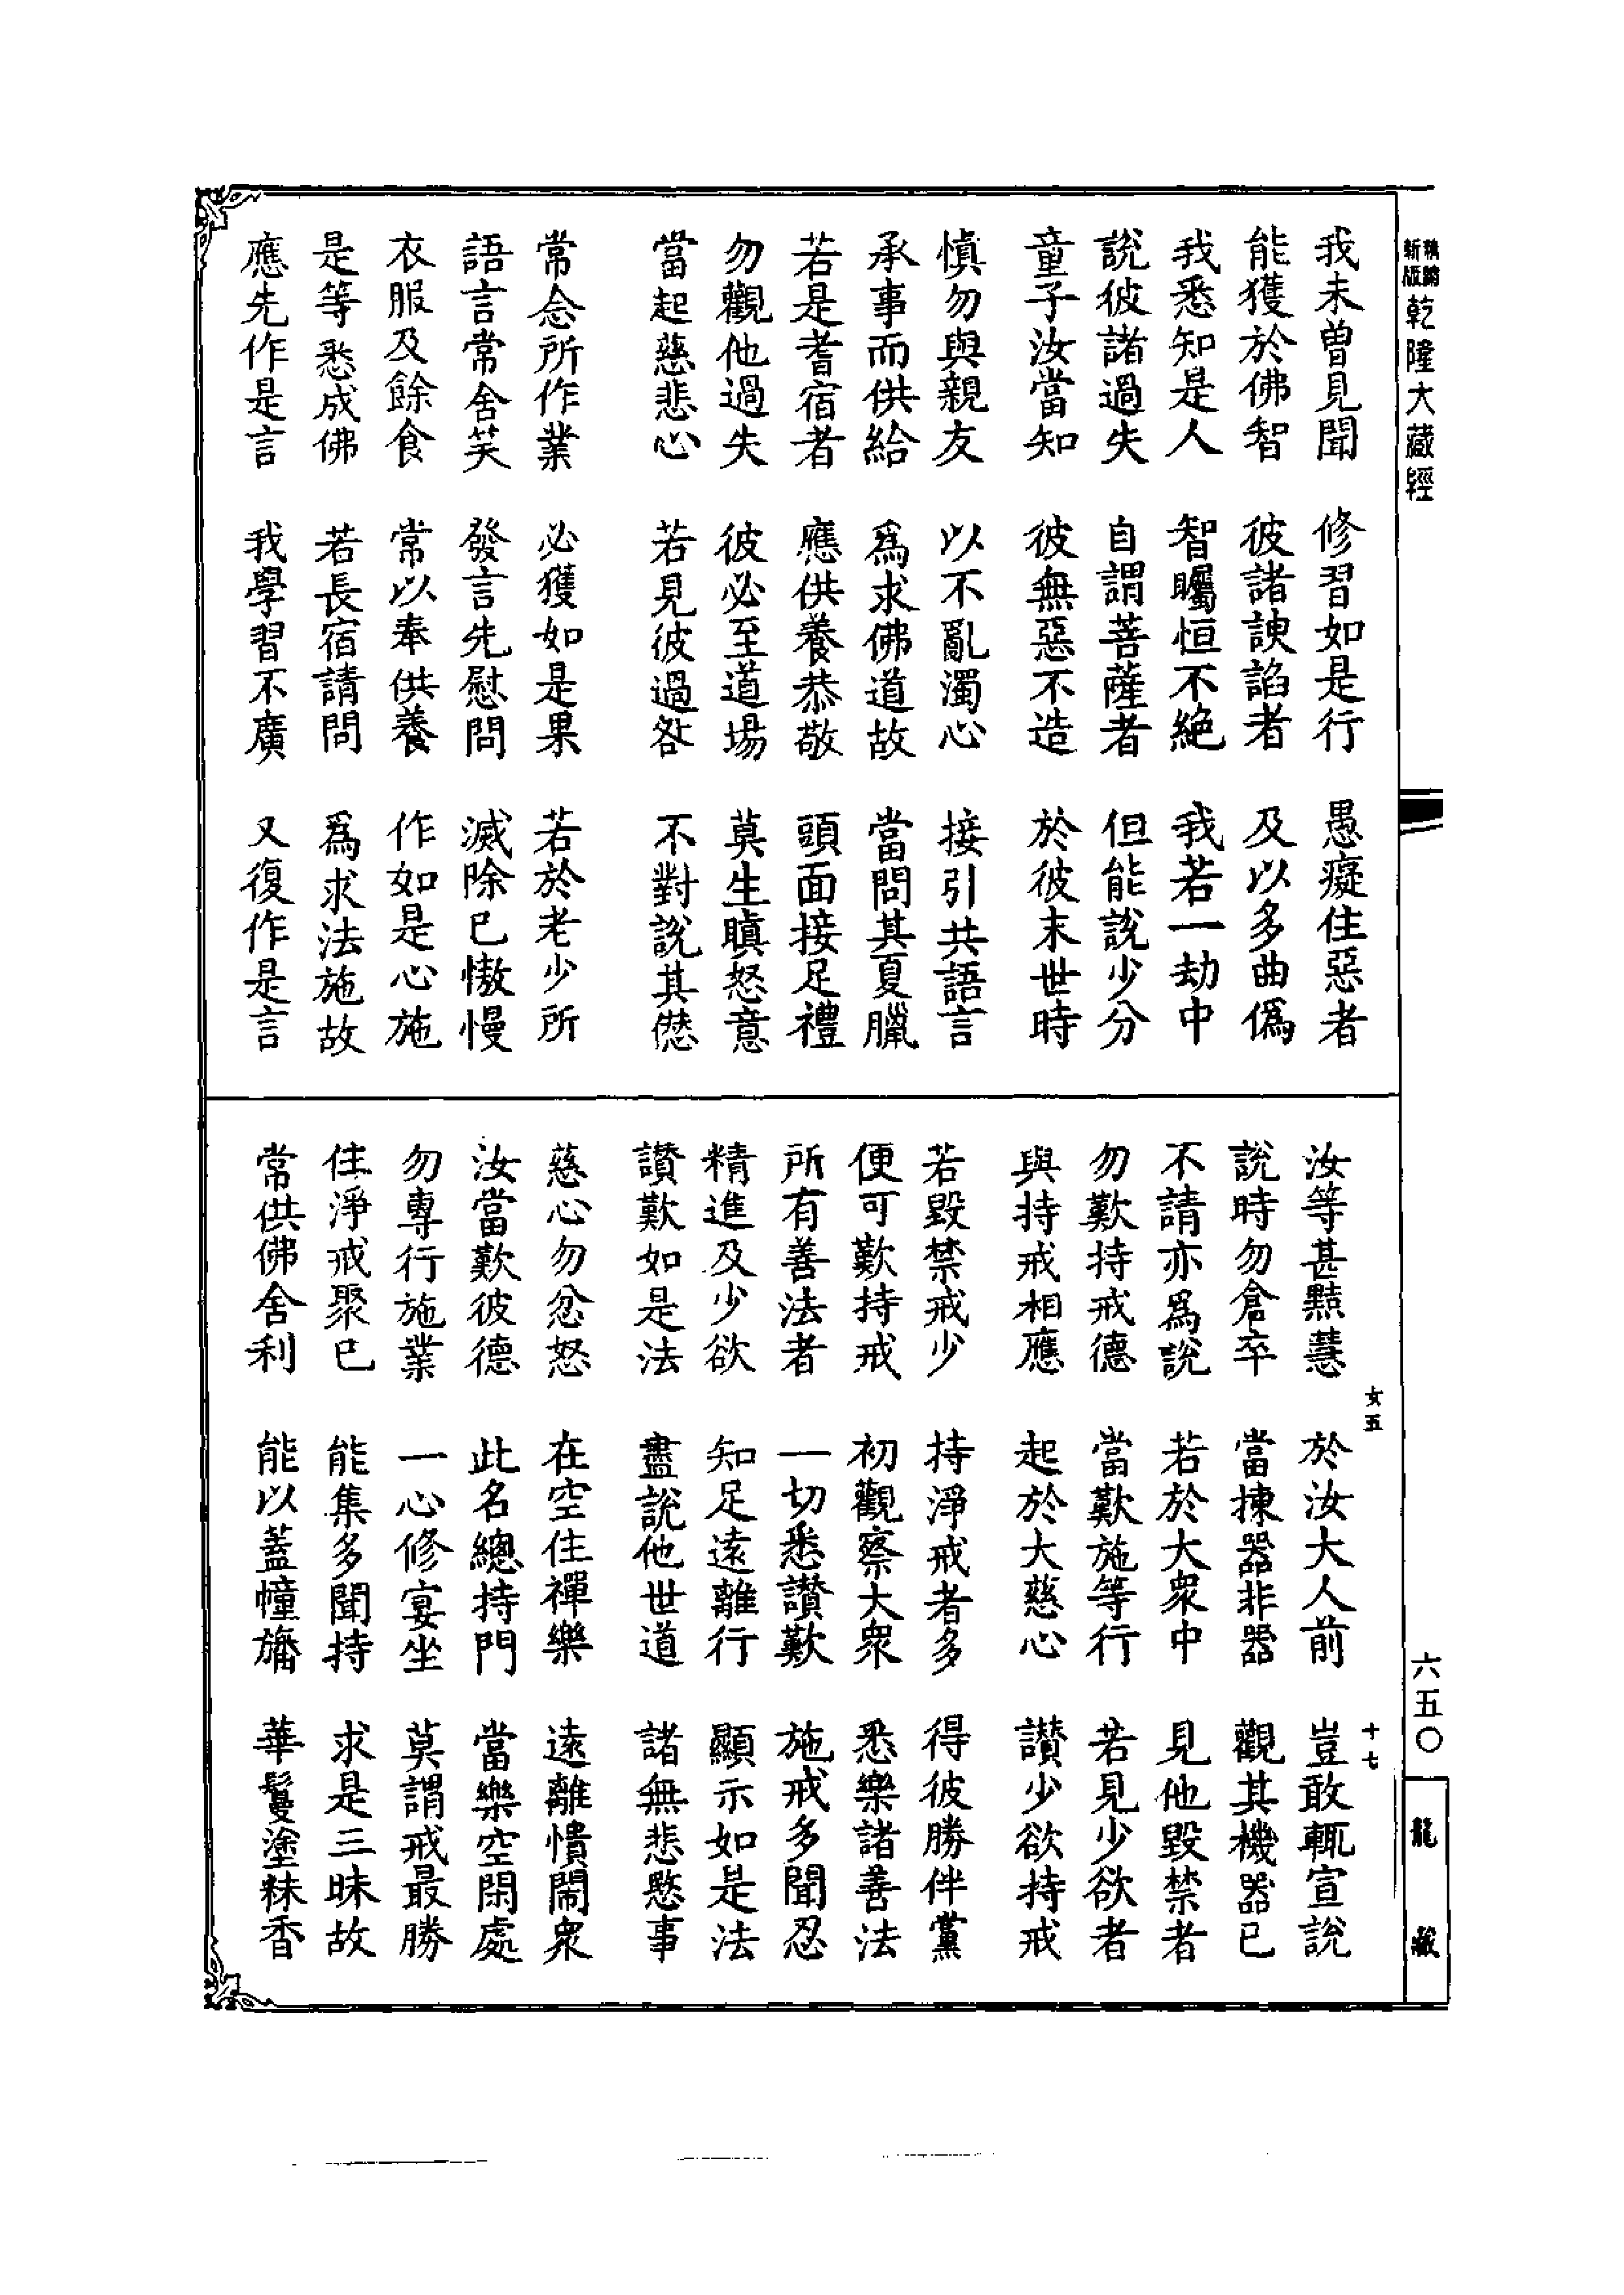 新版精編乾隆大藏經
我未曾見聞 修習如是行 愚癡住惡者
能獲於佛智 彼諸諛諂者 及以多曲僞
我悉知是人 智矚恒不絶 我若一劫中
說彼諸過失 自謂菩薩者 但能說少分
童子汝當知 彼無惡不造 於彼末世時
慎勿與親友 以不亂濁心 接引共語言
承事而供給 爲求佛道故 當問其夏臘
若是耆宿者 應供養恭敬 頭面接足禮
勿觀他過失 彼必至道場 莫生瞋怒意
當起慈悲心 若見彼過咎 不對說其愆
常念所作業 必獲如是果 若於老少所
語言常含笑 發言先慰問 滅除已憿慢
衣服及餘食 常以奉供養 作如是心施
是等悉成佛 若長宿請問 爲求法施故
應先作是言 我學習不廣 又復作是言
女五 十七
汝等甚黠慧 於汝大人前 豈敢輒宣說
說時勿倉卒 當揀器非器 觀其機器已
不請亦爲說 若於大衆中 見他毀禁者
勿歎持戒德 當歎施等行 若見少欲者
與持戒相應 起於大慈心 讃少欲持戒
若毀禁戒少 持淨戒者多 得彼勝伴黨
便可歎持戒 初觀察大衆 悉樂諸善法
所有善法者 一切悉讃歎 施戒多聞忍
精進及少欲 知足遠離行 顯示如是法
讃歎如是法 盡說他世道 諸無悲愍事
慈心勿忿怒 在空住禪樂 遠離憒鬧衆
汝當歎彼德 此名總持門 當樂空閑處
勿專行施業 一心修宴坐 莫謂戒最勝
住淨戒聚已 能集多聞持 求是三昧故
常供佛舍利 能以蓋幢旛 華鬘塗粖香
六五〇
龍藏